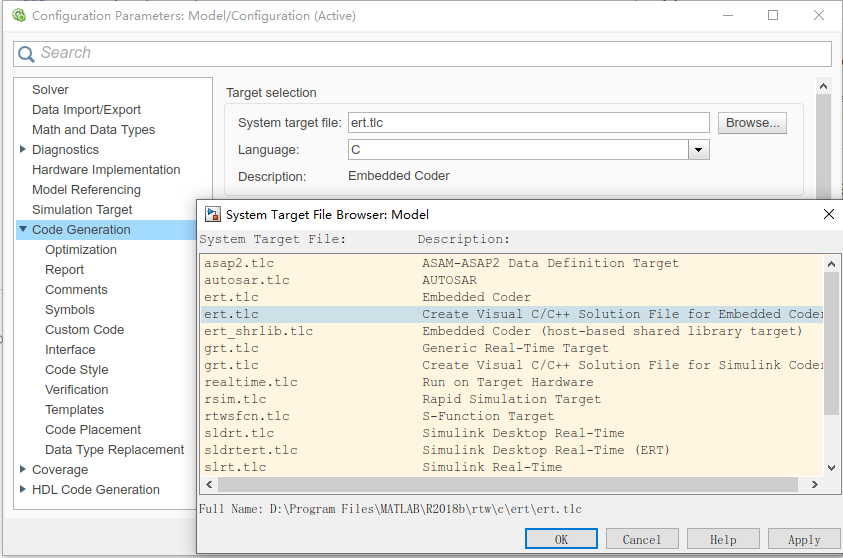 Configuration Parameters: Model/Configuration (Active)
Search
Solver
Data Import/Export
Math and Data Types
Diagnostics
Hardware Implementation
Model Referencing
Simulation Target
Code Generation
Optimization
Report
Comments
Symbols
Custom Code
Interface
Code Style
Verification
Templates
Code Placement
Data Type Replacement
Coverage
HDL Code Generation
Target selection
System target file: ert.tlc Browse...
Language: C
Description: Embedded Coder
System Target File Browser: Model
System Target File: Description:
asap2.tlc ASAM-ASAP2 Data Definition Target
autosar.tlc AUTOSAR
ert.tlc Embedded Coder
ert.tlc Create Visual C/C++ Solution File for Embedded Coder
ert_shrlib.tlc Embedded Coder (host-based shared library target)
grt.tlc Generic Real-Time Target
grt.tlc Create Visual C/C++ Solution File for Simulink Coder
realtime.tlc Run on Target Hardware
rsim.tlc Rapid Simulation Target
rtwsfcn.tlc S-Function Target
sldrt.tlc Simulink Desktop Real-Time
sldrtert.tlc Simulink Desktop Real-Time (ERT)
slrt.tlc Simulink Real-Time
Full Name: D:\Program Files\MATLAB\R2018b\rtw\c\ert\ert.tlc
OK Cancel Help Apply